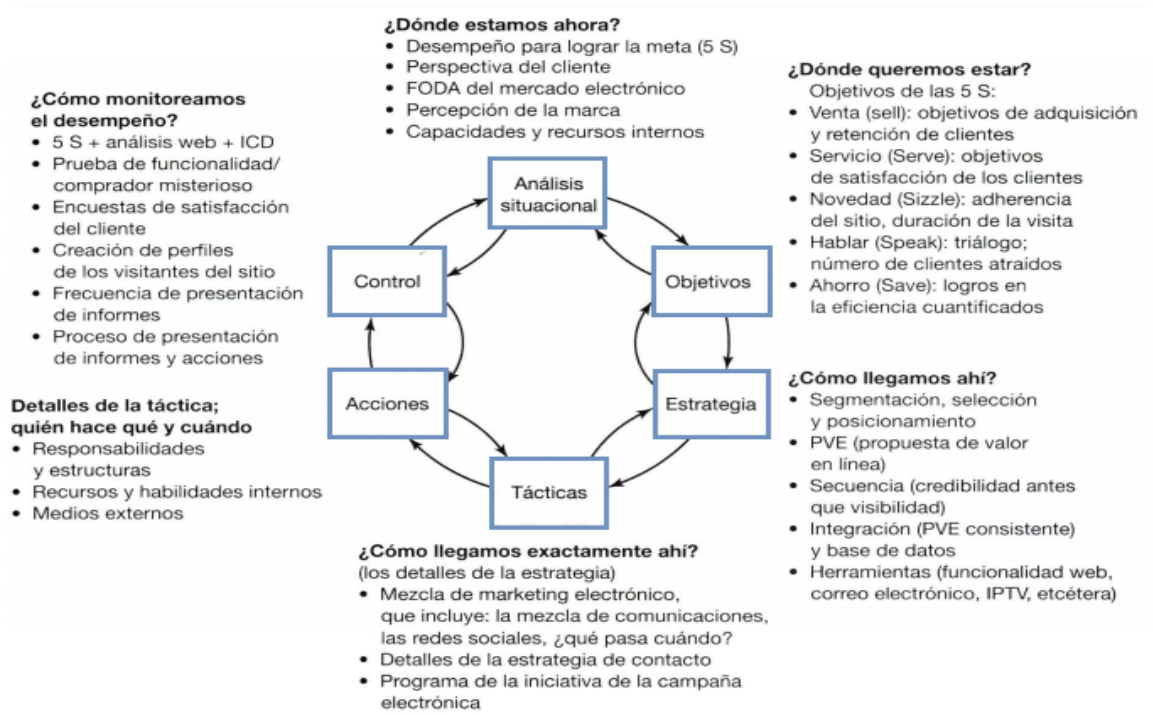 ¿Dónde estamos ahora?
• Desempeño para lograr la meta (5 S)
• Perspectiva del cliente
• FODA del mercado electrónico
• Percepción de la marca
• Capacidades y recursos internos
¿Dónde queremos estar?
Objetivos de las 5 S:
• Venta (sell): objetivos de adquisición
y retención de clientes
• Servicio (Serve): objetivos
de satisfacción de los clientes
• Novedad (Sizzle): adherencia
del sitio, duración de la visita
• Hablar (Speak): triálogo;
número de clientes atraídos
• Ahorro (Save): logros en
la eficiencia cuantificados
¿Cómo monitoreamos
el desempeño?
• 5 S + análisis web + ICD
• Prueba de funcionalidad/
comprador misterioso
• Encuestas de satisfacción
del cliente
• Creación de perfiles
de los visitantes del sitio
• Frecuencia de presentación
de informes
• Proceso de presentación
de informes y acciones
Análisis
situacional
Control
Objetivos
Acciones
Estrategia
Tácticas
¿Cómo llegamos ahí?
• Segmentación, selección
y posicionamiento
• PVE (propuesta de valor
en línea)
• Secuencia (credibilidad antes
que visibilidad)
• Integración (PVE consistente)
y base de datos
• Herramientas (funcionalidad web,
correo electrónico, IPTV, etcétera)
Detalles de la táctica;
quién hace qué y cuándo
• Responsabilidades
y estructuras
• Recursos y habilidades internos
• Medios externos
¿Cómo llegamos exactamente ahí?
(los detalles de la estrategia)
• Mezcla de marketing electrónico,
que incluye: la mezcla de comunicaciones,
las redes sociales, ¿qué pasa cuándo?
• Detalles de la estrategia de contacto
• Programa de la iniciativa de la campaña
electrónica